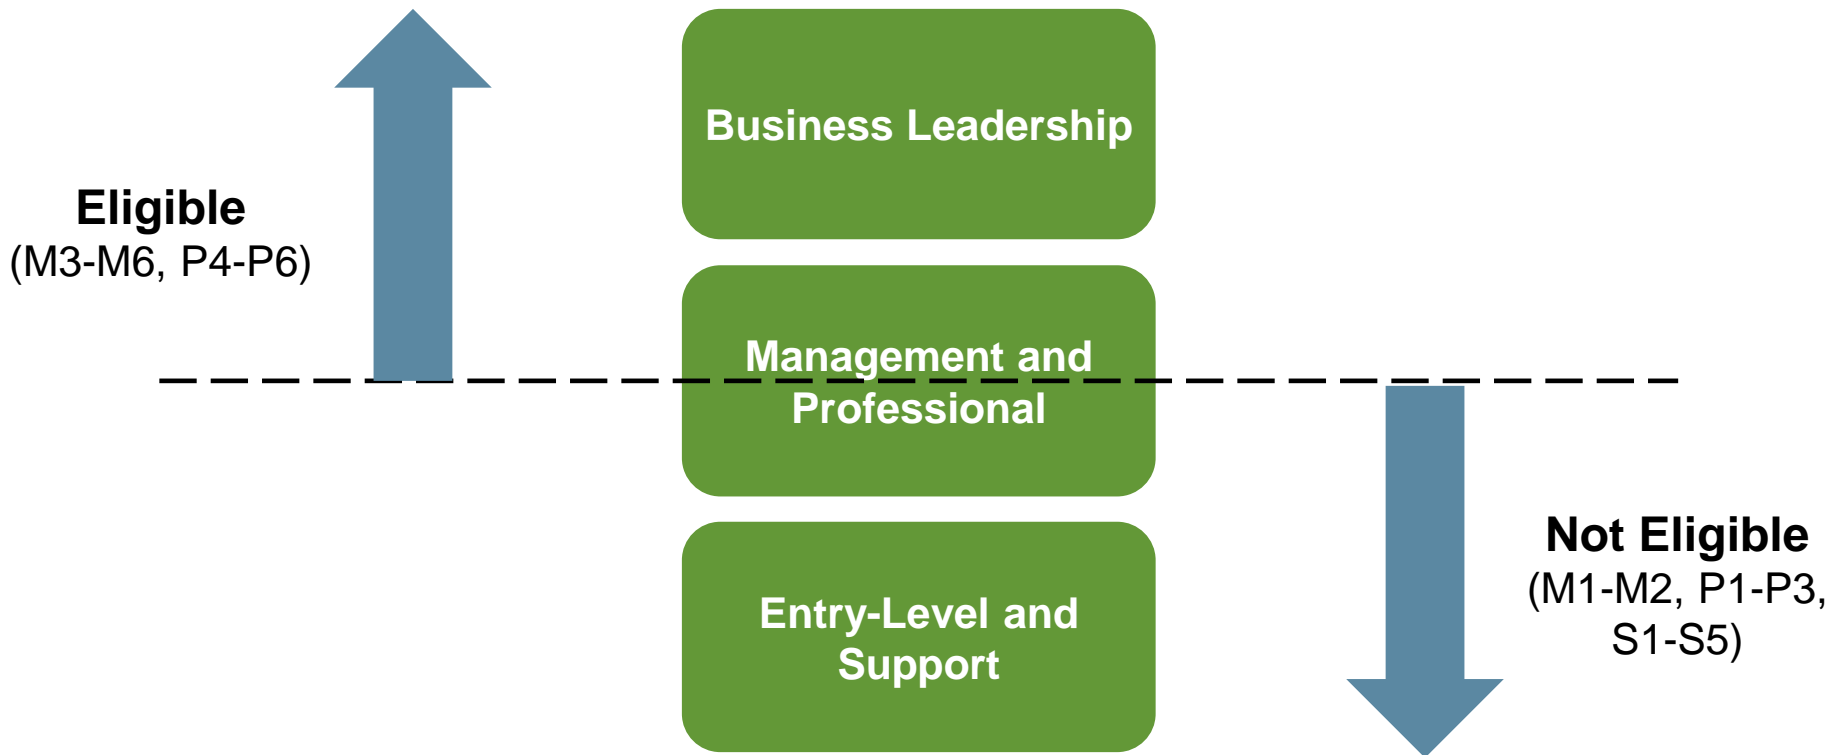 Business Leadership
Eligible
(M3-M6, P4-P6)
Management and
Professional
Not Eligible
(M1-M2, P1-P3,
S1-S5)
Entry-Level and
Support